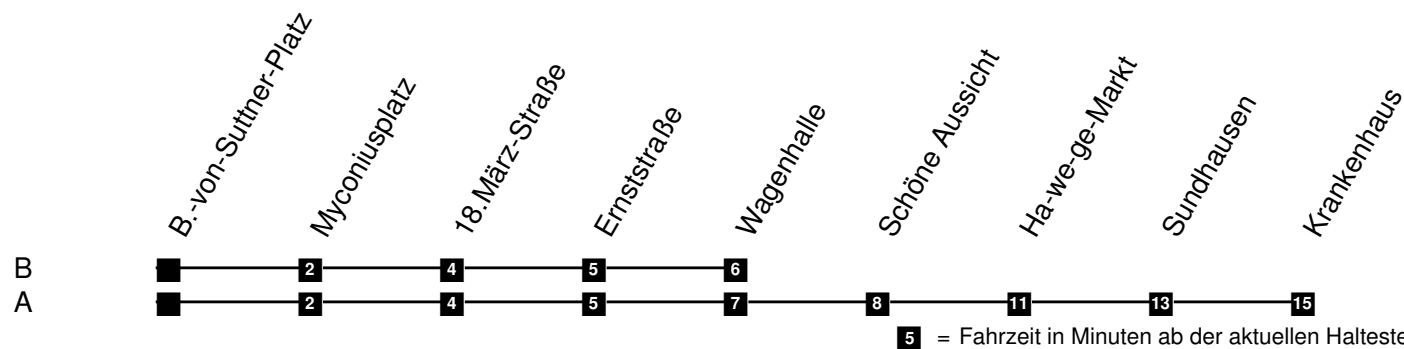 B.-von-Suttner-Platz
Myconiusplatz
18.März-Straße
Ernststraße
Wagenhalle
Schöne Aussicht
Ha-we-ge-Markt
Sundhausen
Krankenhaus
B 2 4 5 6
A 2 4 5 7 8 11 13 15
5 = Fahrzeit in Minuten ab der aktuellen Halteste